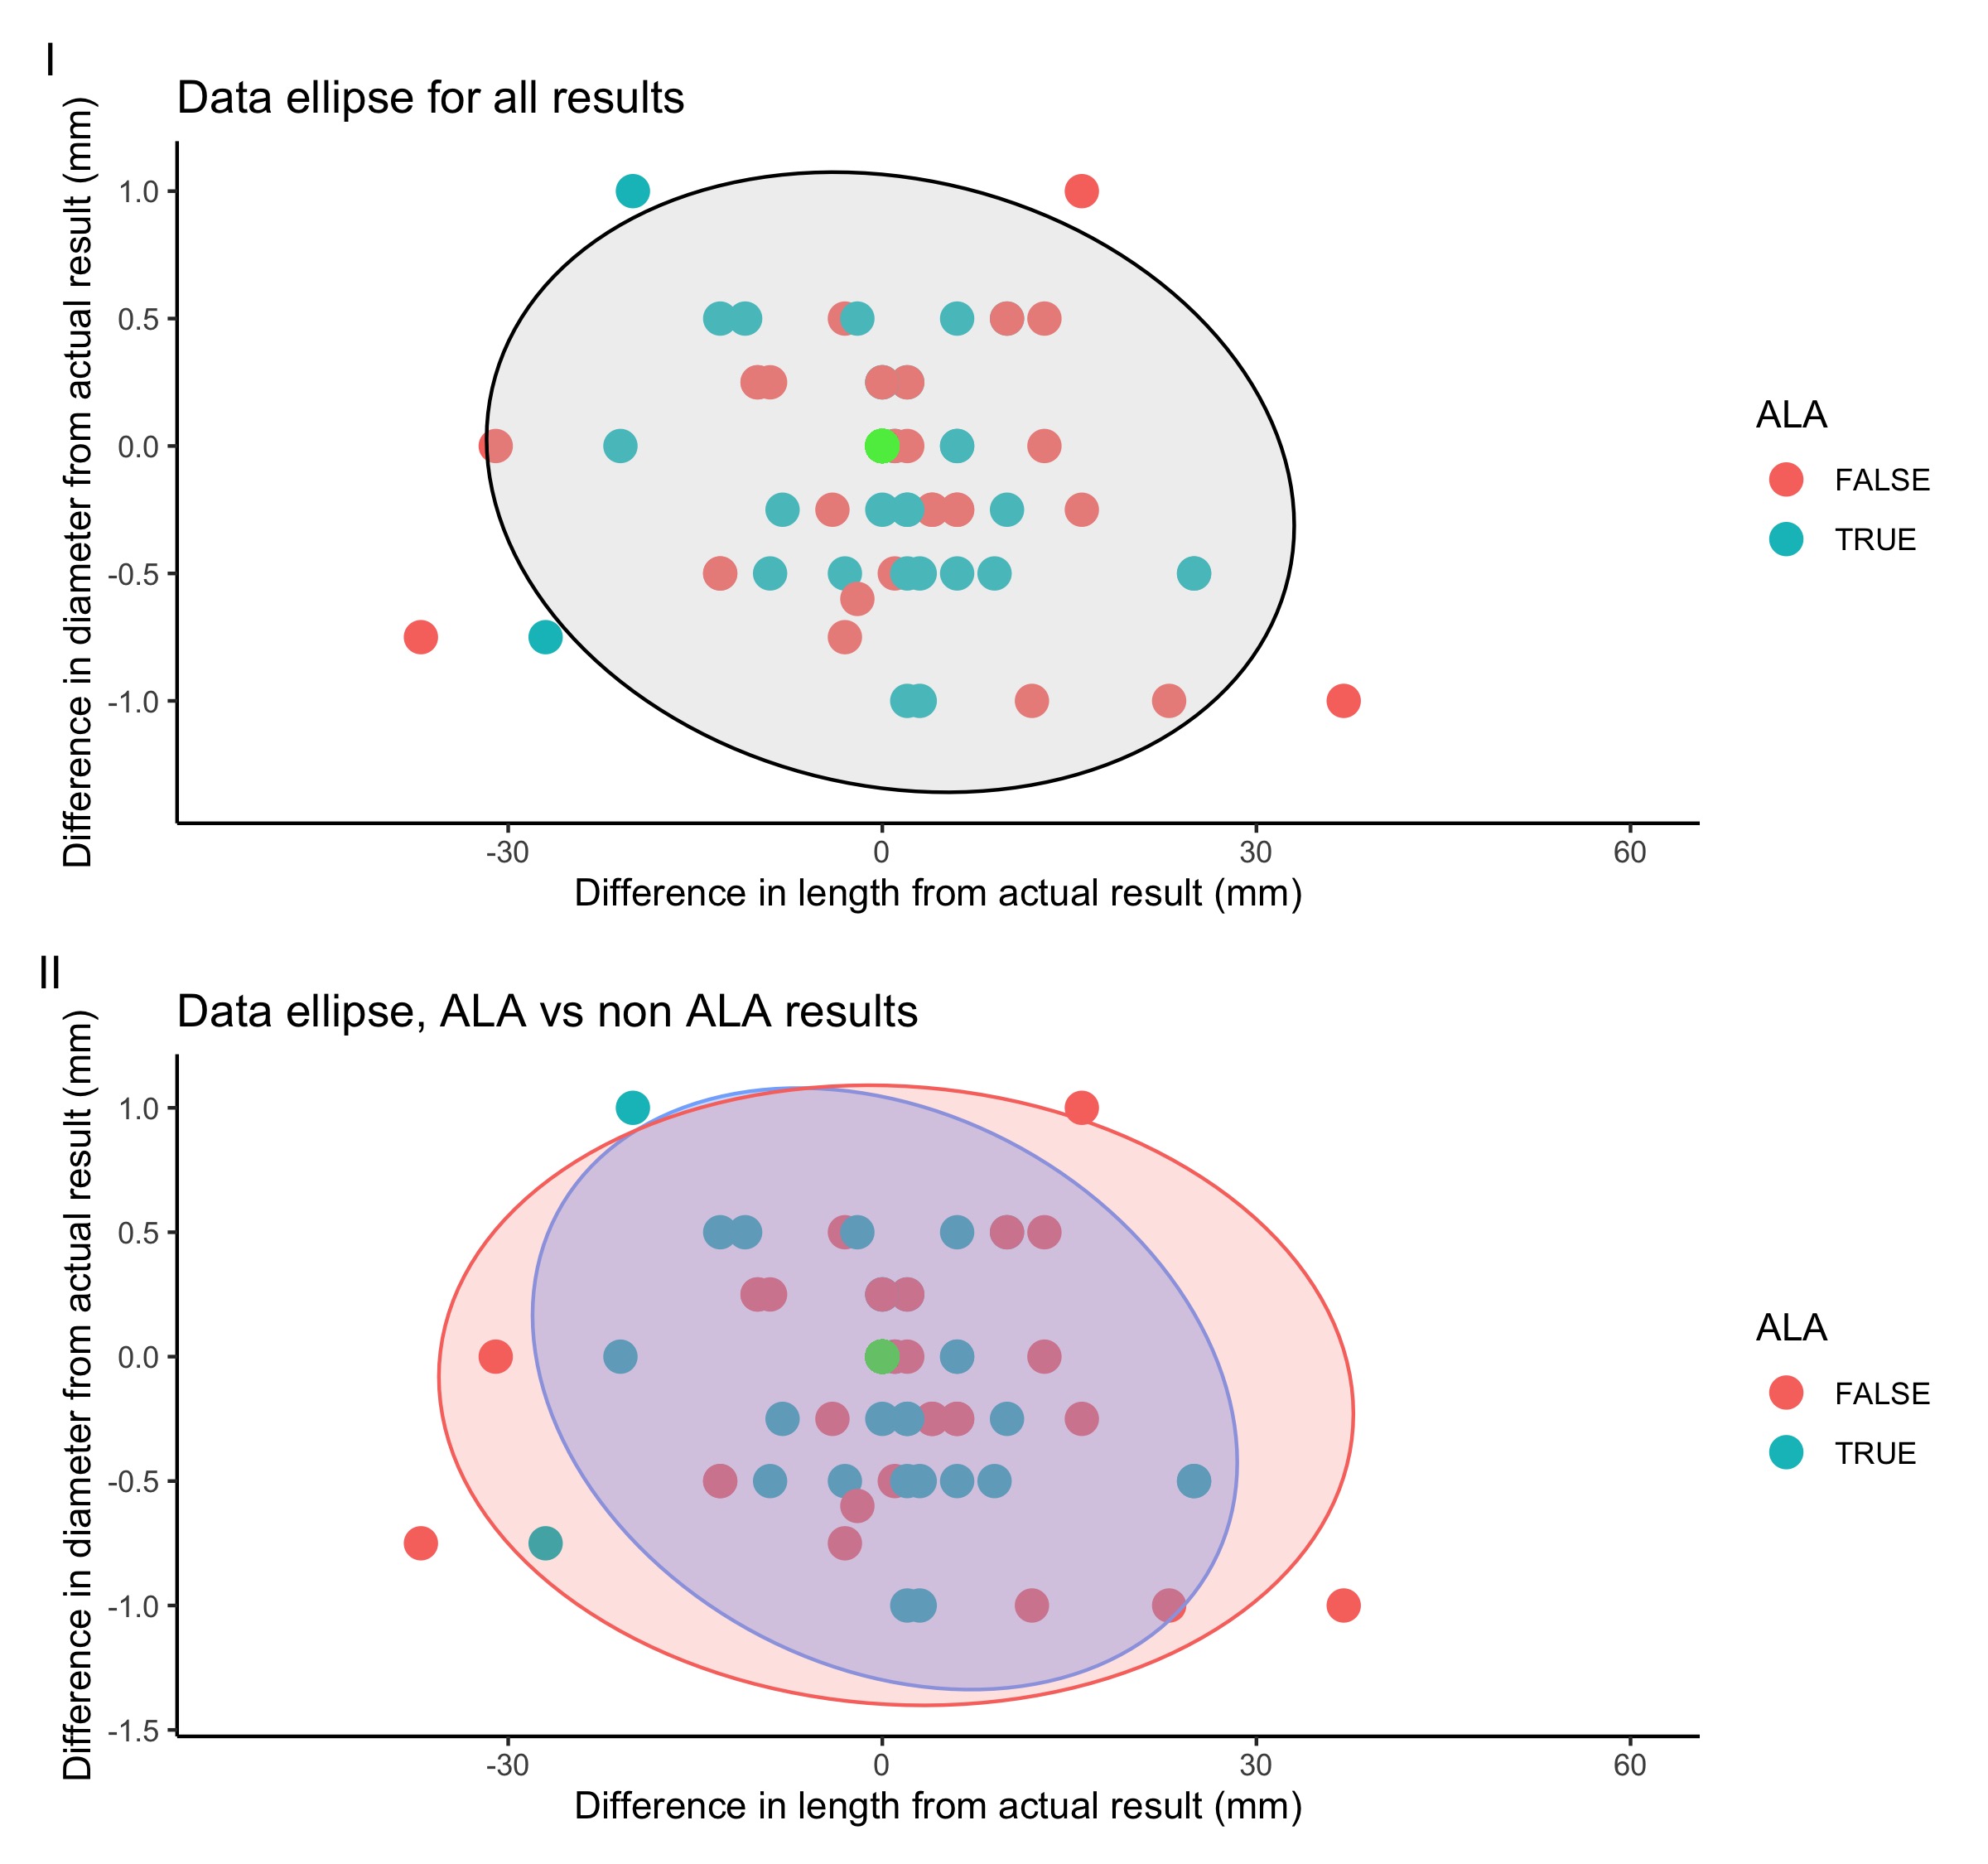 I
Data ellipse for all results
Difference in diameter from actual result (mm)
1.0
0.5
0.0
-0.5
-1.0
-30
0
30
60
Difference in length from actual result (mm)
ALA
FALSE
TRUE
II
Data ellipse, ALA vs non ALA results
Difference in diameter from actual result (mm)
1.0
0.5
0.0
-0.5
-1.0
-1.5
-30
0
30
60
Difference in length from actual result (mm)
ALA
FALSE
TRUE